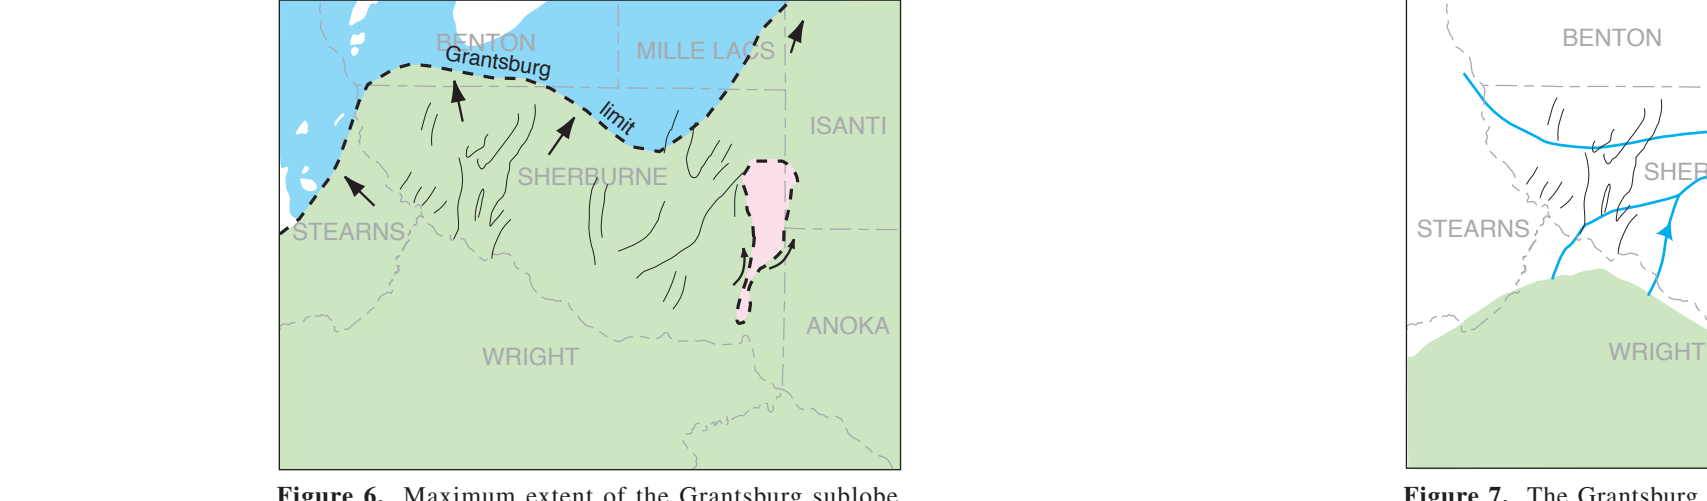 BENTON
Grantsburg
MILLE LACS
limit
ISANTI
SHERBURNE
STEARNS
ANOKA
WRIGHT
Figure 6. Maximum extent of the Grantsburg sublobe
BENTON
SHER
STEARNS
WRIGHT
Figure 7. The Grantsburg